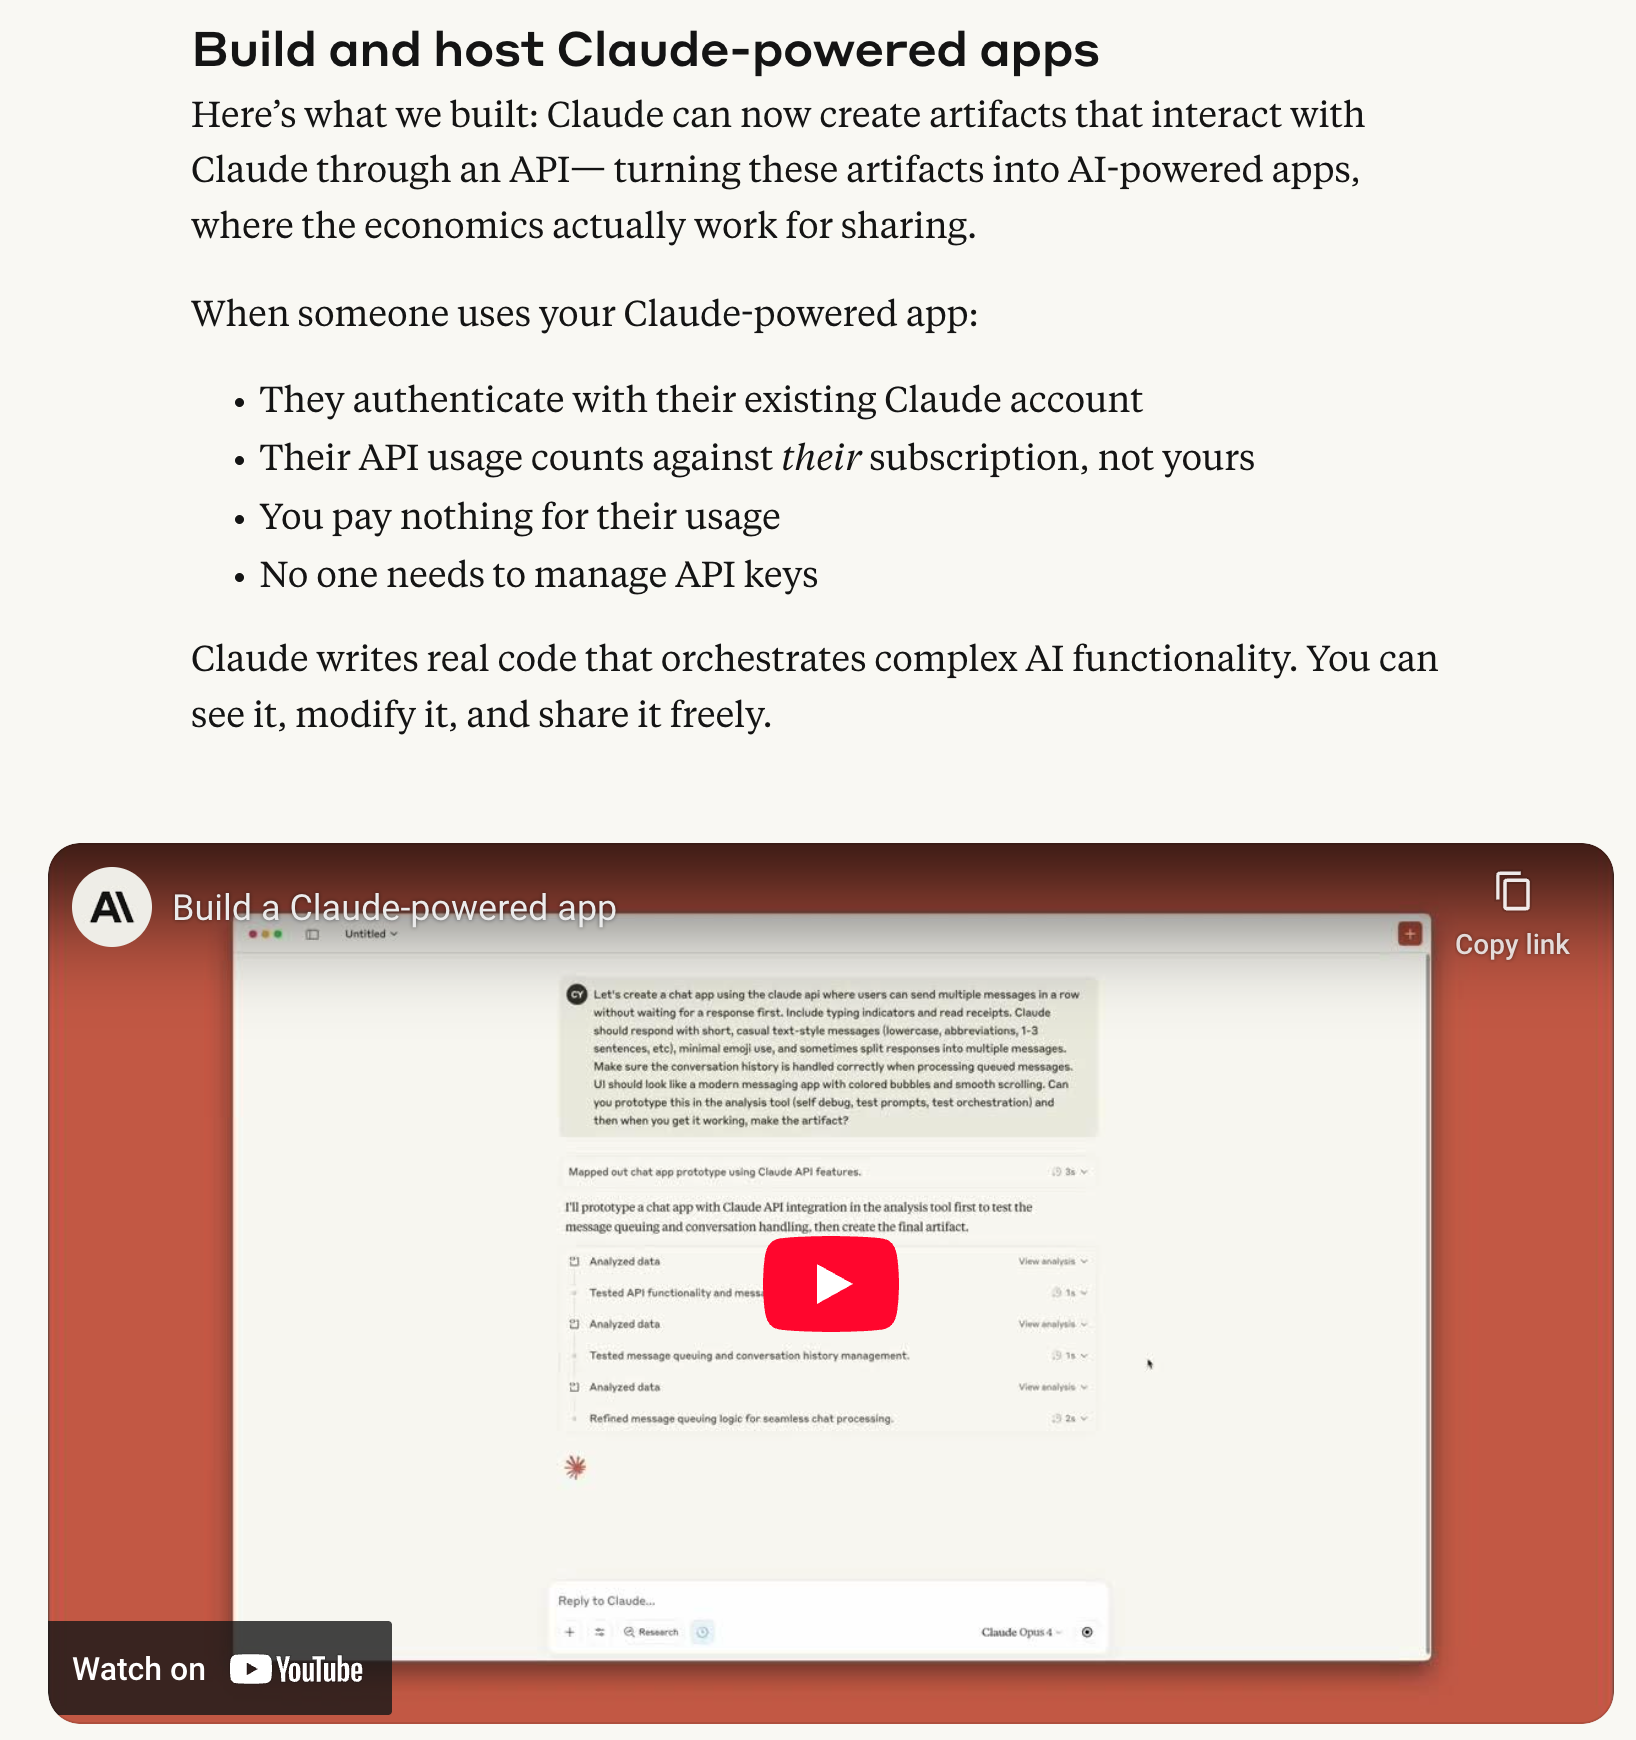 Build and host Claude-powered apps
Here’s what we built: Claude can now create artifacts that interact with
Claude through an API— turning these artifacts into AI-powered apps,
where the economics actually work for sharing.
When someone uses your Claude-powered app:
• They authenticate with their existing Claude account
• Their API usage counts against their subscription, not yours
• You pay nothing for their usage
• No one needs to manage API keys
Claude writes real code that orchestrates complex AI functionality. You can
see it, modify it, and share it freely.
Build a Claude-powered app
Copy link
Untitled
CY
Let's create a chat app using the claude api where users can send multiple messages in a row
without waiting for a response first. Include typing indicators and read receipts. Claude
should respond with short, casual text-style messages (lowercase, abbreviations, 1-3
sentences, etc), minimal emoji use, and sometimes split responses into multiple messages.
Make sure the conversation history is handled correctly when processing queued messages.
UI should look like a modern messaging app with colored bubbles and smooth scrolling. Can
you prototype this in the analysis tool (self debug, test prompts, test orchestration) and
then when you get it working, make the artifact?
Mapped out chat app prototype using Claude API features. 3s
I'll prototype a chat app with Claude API integration in the analysis tool first to test the
message queuing and conversation handling, then create the final artifact.
Analyzed data View analysis
Tested API functionality and 1s
Analyzed data View analysis
Tested message queuing and conversation history management. 1s
Analyzed data View analysis
Refined message queuing logic for seamless chat processing. 2s
Reply to Claude...
Research Claude Opus 4
Watch on YouTube